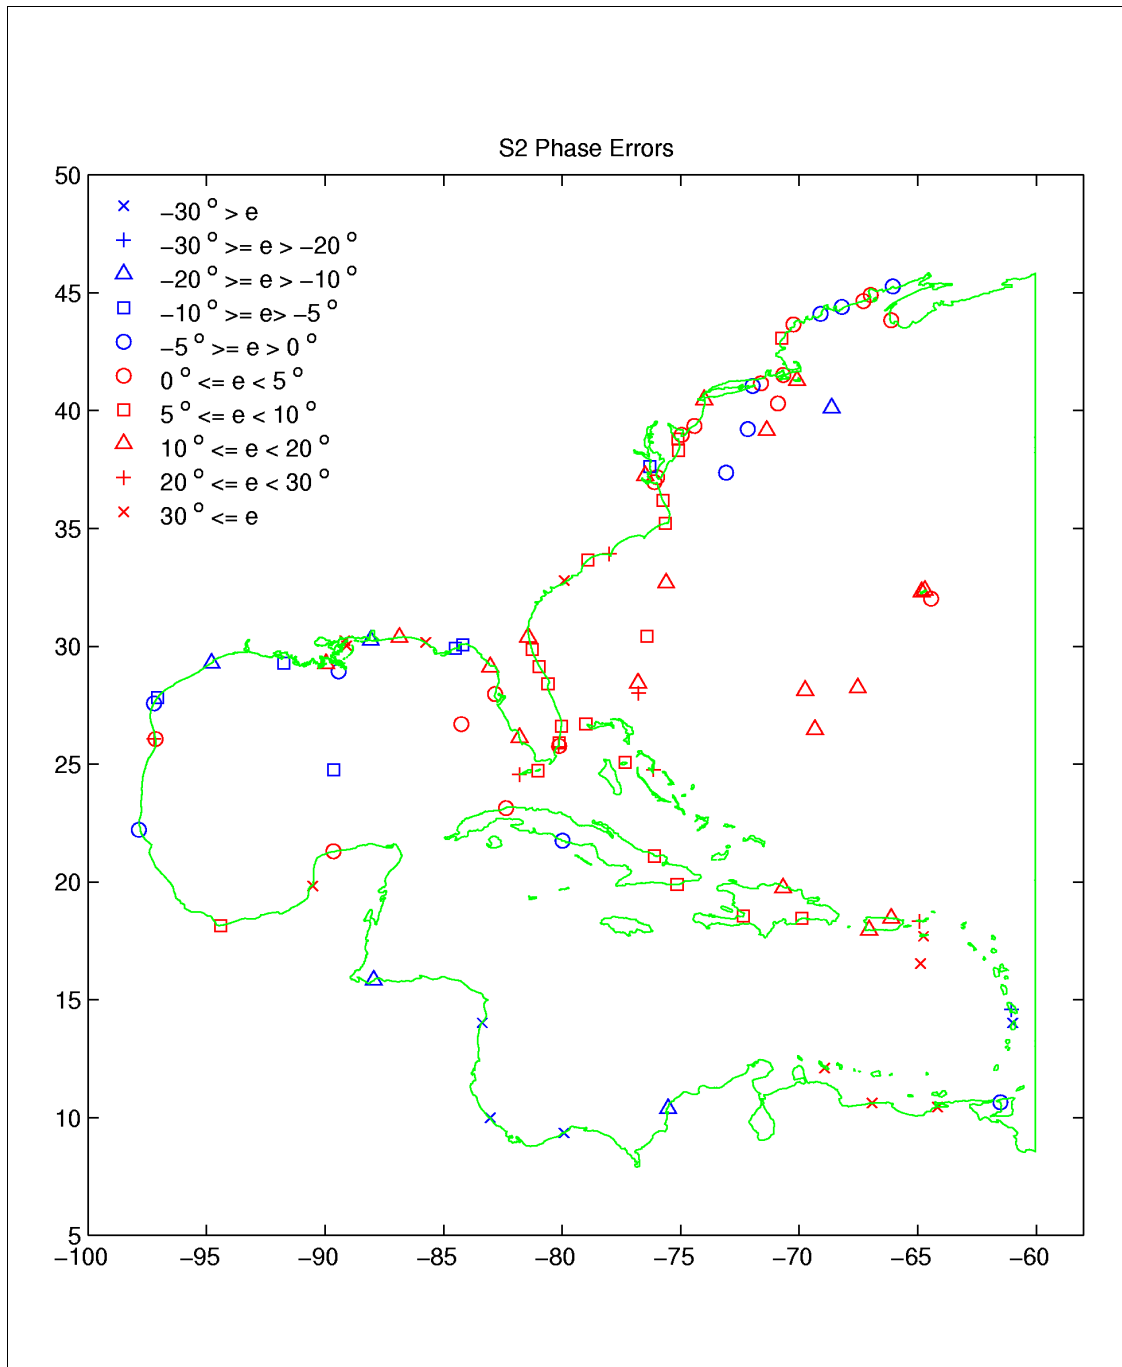 S2 Phase Errors
50
45
40
35
30
25
20
15
10
5
−30 o > e
−30 o >= e > −20 o
−20 o >= e > −10 o
−10 o >= e> −5 o
−5 o >= e > 0 o
0 o <= e < 5 o
5 o <= e < 10 o
10 o <= e < 20 o
20 o <= e < 30 o
30 o <= e
−100 −95 −90 −85 −80 −75 −70 −65 −60